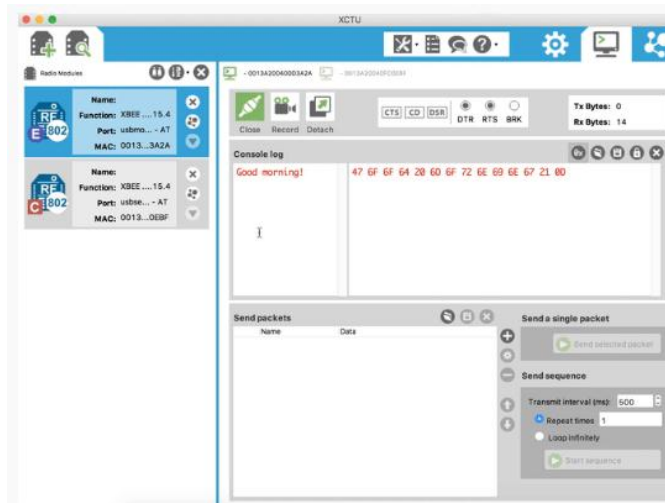 XCTU
Radio Modules
Name:
Function: XBEE ....15.4
Port: usbmo... - AT
MAC: 0013...3A2A
RF
E 802
Name:
Function: XBEE ....15.4
Port: usbse... - AT
MAC: 0013...0EBF
RF
C 802
- 0013A20040D03A2A
Close
Record
Detach
CTS
CD
DSR
DTR
RTS
BRK
Tx Bytes: 0
Rx Bytes: 14
Console log
Good morning!
47 6F 6F 64 20 6D 6F 72 6E 69 6E 67 21 0D
Send packets
Name
Data
Send a single packet
Send selected packet
Send sequence
Transmit interval (ms): 500
Repeat times 1
Loop infinitely
Start sequence